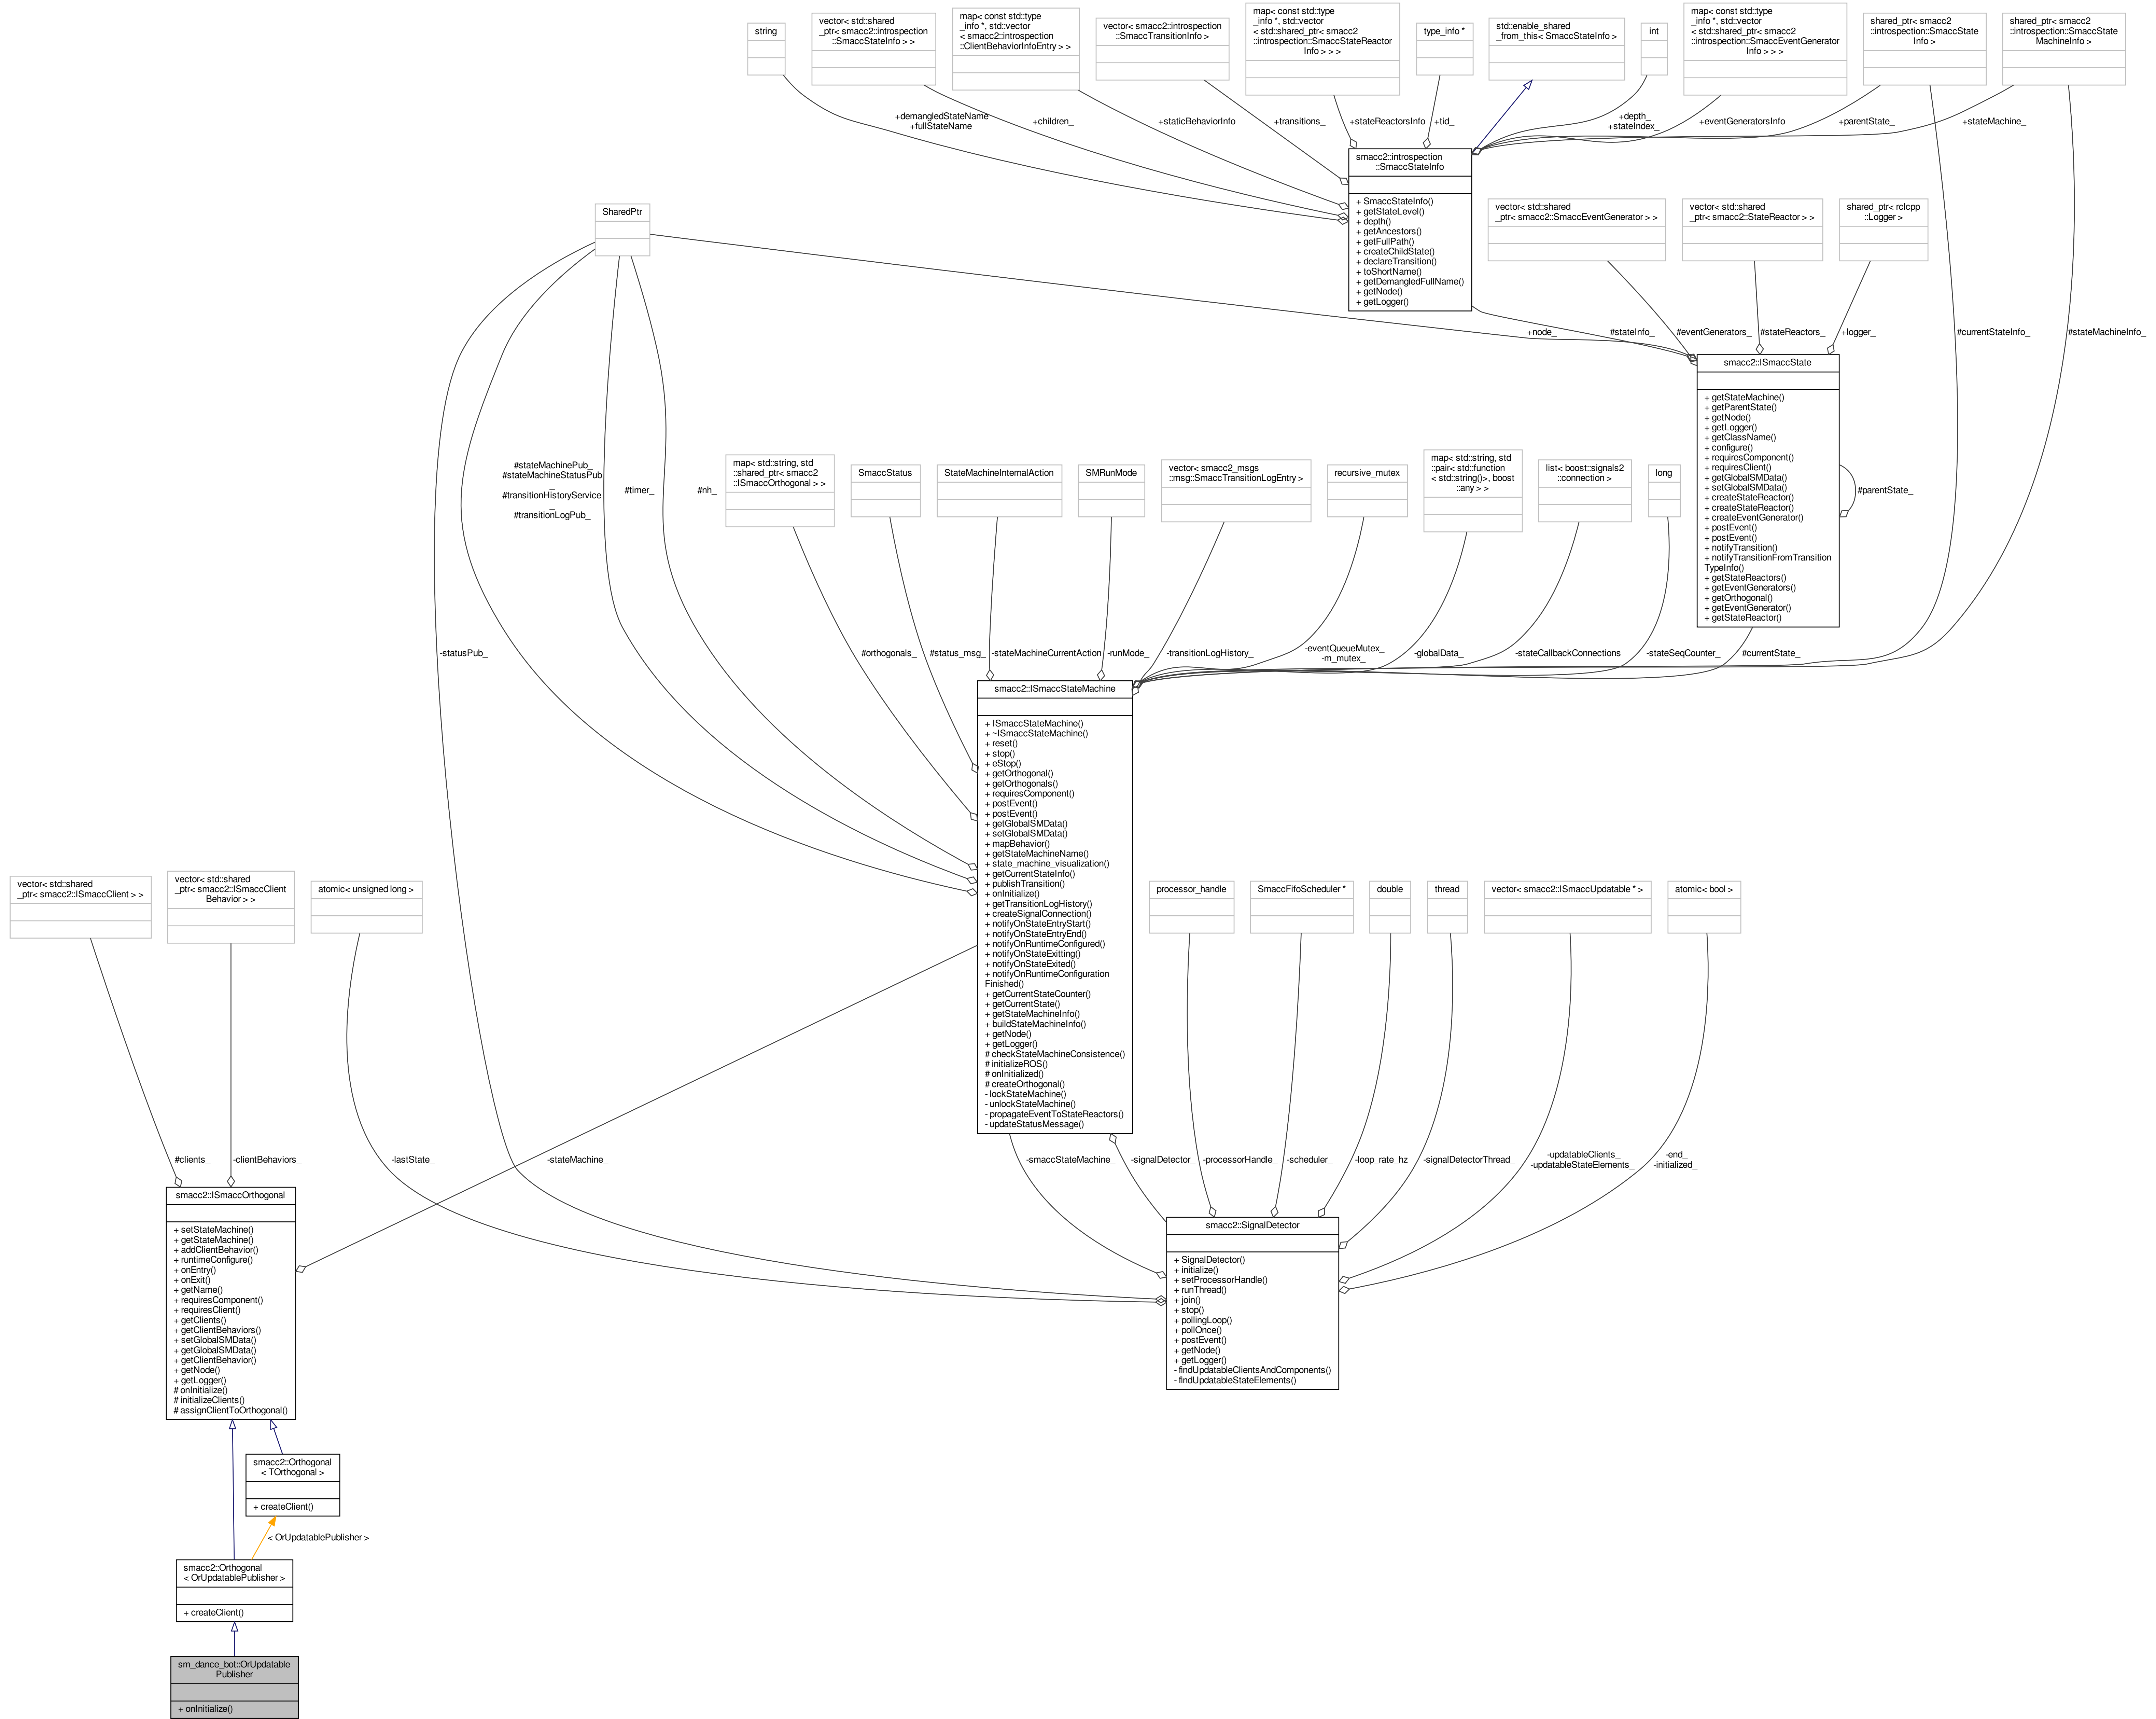 string
vector< std::shared
_ptr< smacc2::introspection
::SmaccStateInfo > >
map< const std::type
_info *, std::vector
< smacc2::introspection
::ClientBehaviorInfoEntry > >
vector< smacc2::introspection
::SmaccTransitionInfo >
map< const std::type
_info *, std::vector
< std::shared_ptr< smacc2
::introspection::SmaccStateReactor
Info > > >
type_info *
std::enable_shared
_from_this< SmaccStateInfo >
int
map< const std::type
_info *, std::vector
< std::shared_ptr< smacc2
::introspection::SmaccEventGenerator
Info > > >
shared_ptr< smacc2
::introspection::SmaccState
Info >
shared_ptr< smacc2
::introspection::SmaccState
MachineInfo >
+demangledStateName
+fullStateName
+children_
+staticBehaviorInfo
+transitions_
+stateReactorsInfo
+tid_
+depth_
+stateIndex_
+eventGeneratorsInfo
+parentState_
+stateMachine_
smacc2::introspection
::SmaccStateInfo
+ SmaccStateInfo()
+ getStateLevel()
+ depth()
+ getAncestors()
+ getFullPath()
+ createChildState()
+ declareTransition()
+ toShortName()
+ getDemangledFullName()
+ getNode()
+ getLogger()
SharedPtr
vector< std::shared
_ptr< smacc2::SmaccEventGenerator > >
vector< std::shared
_ptr< smacc2::StateReactor > >
shared_ptr< rclcpp
::Logger >
+node_
#stateInfo_
#eventGenerators_
#stateReactors_
+logger_
#currentStateInfo_
#stateMachineInfo_
smacc2::ISmaccState
+ getStateMachine()
+ getParentState()
+ getNode()
+ getLogger()
+ getClassName()
+ configure()
+ requiresComponent()
+ requiresClient()
+ getGlobalSMData()
+ setGlobalSMData()
+ createStateReactor()
+ createStateReactor()
+ createEventGenerator()
+ postEvent()
+ postEvent()
+ notifyTransition()
+ notifyTransitionFromTransition
TypeInfo()
+ getStateReactors()
+ getEventGenerators()
+ getOrthogonal()
+ getEventGenerator()
+ getStateReactor()
#parentState_
#stateMachinePub_
#stateMachineStatusPub
_
#transitionHistoryService
_
#transitionLogPub_
#timer_
#nh_
map< std::string, std
::shared_ptr< smacc2
::ISmaccOrthogonal > >
SmaccStatus
StateMachineInternalAction
SMRunMode
vector< smacc2_msgs
::msg::SmaccTransitionLogEntry >
recursive_mutex
map< std::string, std
::pair< std::function
< std::string()>, boost
::any > >
list< boost::signals2
::connection >
long
-statusPub_
#orthogonals_
#status_msg_
-stateMachineCurrentAction
-runMode_
-transitionLogHistory_
-eventQueueMutex_
-m_mutex_
-globalData_
-stateCallbackConnections
-stateSeqCounter_
#currentState_
smacc2::ISmaccStateMachine
+ ISmaccStateMachine()
+ ~ISmaccStateMachine()
+ reset()
+ stop()
+ eStop()
+ getOrthogonal()
+ getOrthogonals()
+ requiresComponent()
+ postEvent()
+ postEvent()
+ getGlobalSMData()
+ setGlobalSMData()
+ mapBehavior()
+ getStateMachineName()
+ state_machine_visualization()
+ getCurrentStateInfo()
+ publishTransition()
+ onInitialize()
+ getTransitionLogHistory()
+ createSignalConnection()
+ notifyOnStateEntryStart()
+ notifyOnStateEntryEnd()
+ notifyOnRuntimeConfigured()
+ notifyOnStateExitting()
+ notifyOnStateExited()
+ notifyOnRuntimeConfiguration
Finished()
+ getCurrentStateCounter()
+ getCurrentState()
+ getStateMachineInfo()
+ buildStateMachineInfo()
+ getNode()
+ getLogger()
# checkStateMachineConsistence()
# initializeROS()
# onInitialized()
# createOrthogonal()
- lockStateMachine()
- unlockStateMachine()
- propagateEventToStateReactors()
- updateStatusMessage()
vector< std::shared
_ptr< smacc2::ISmaccClient > >
vector< std::shared
_ptr< smacc2::ISmaccClient
Behavior > >
atomic< unsigned long >
processor_handle
SmaccFifoScheduler *
double
thread
vector< smacc2::ISmaccUpdatable * >
atomic< bool >
#clients_
-clientBehaviors_
-lastState_
-stateMachine_
-smaccStateMachine_
-signalDetector_
-processorHandle_
-scheduler_
-loop_rate_hz
-signalDetectorThread_
-updatableClients_
-updatableStateElements_
-end_
-initialized_
smacc2::ISmaccOrthogonal
+ setStateMachine()
+ getStateMachine()
+ addClientBehavior()
+ runtimeConfigure()
+ onEntry()
+ onExit()
+ getName()
+ requiresComponent()
+ requiresClient()
+ getClients()
+ getClientBehaviors()
+ setGlobalSMData()
+ getGlobalSMData()
+ getClientBehavior()
+ getNode()
+ getLogger()
# onInitialize()
# initializeClients()
# assignClientToOrthogonal()
smacc2::SignalDetector
+ SignalDetector()
+ initialize()
+ setProcessorHandle()
+ runThread()
+ join()
+ stop()
+ pollingLoop()
+ pollOnce()
+ postEvent()
+ getNode()
+ getLogger()
- findUpdatableClientsAndComponents()
- findUpdatableStateElements()
smacc2::Orthogonal
< TOrthogonal >
+ createClient()
< OrUpdatablePublisher >
smacc2::Orthogonal
< OrUpdatablePublisher >
+ createClient()
sm_dance_bot::OrUpdatable
Publisher
+ onInitialize()